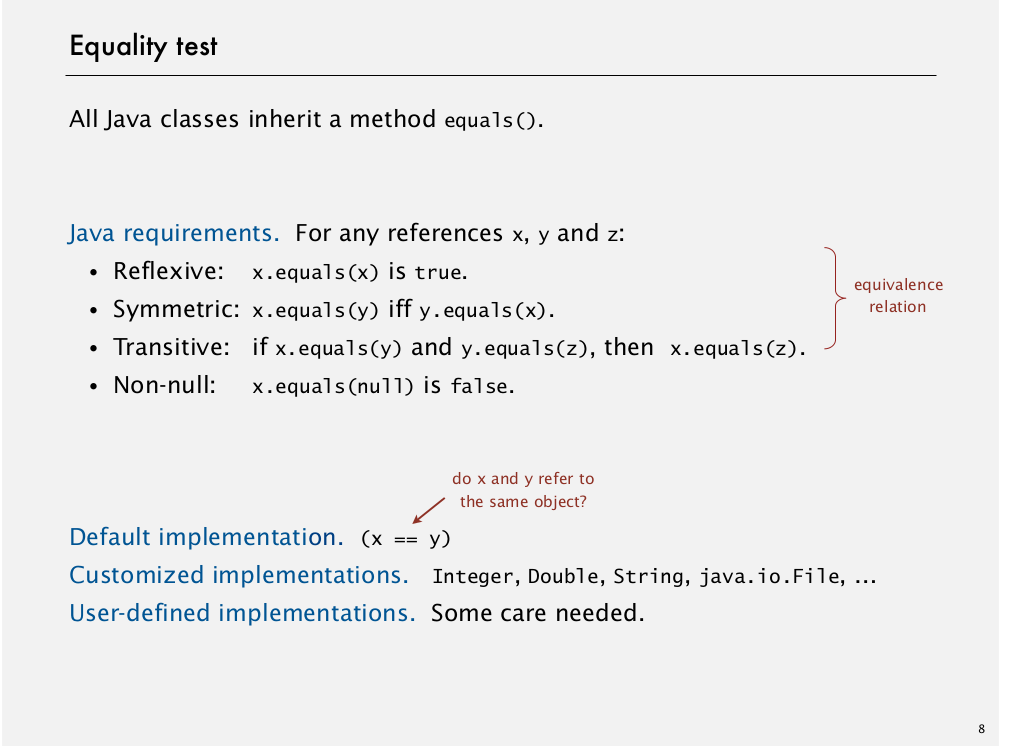 Equality test
All Java classes inherit a method equals().
Java requirements. For any references x, y and z:
• Reflexive: x.equals(x) is true.
• Symmetric: x.equals(y) iff y.equals(x).
• Transitive: if x.equals(y) and y.equals(z), then x.equals(z).
• Non-null: x.equals(null) is false.
equivalence
relation
do x and y refer to
the same object?
Default implementation. (x == y)
Customized implementations. Integer, Double, String, java.io.File, …
User-defined implementations. Some care needed.
8